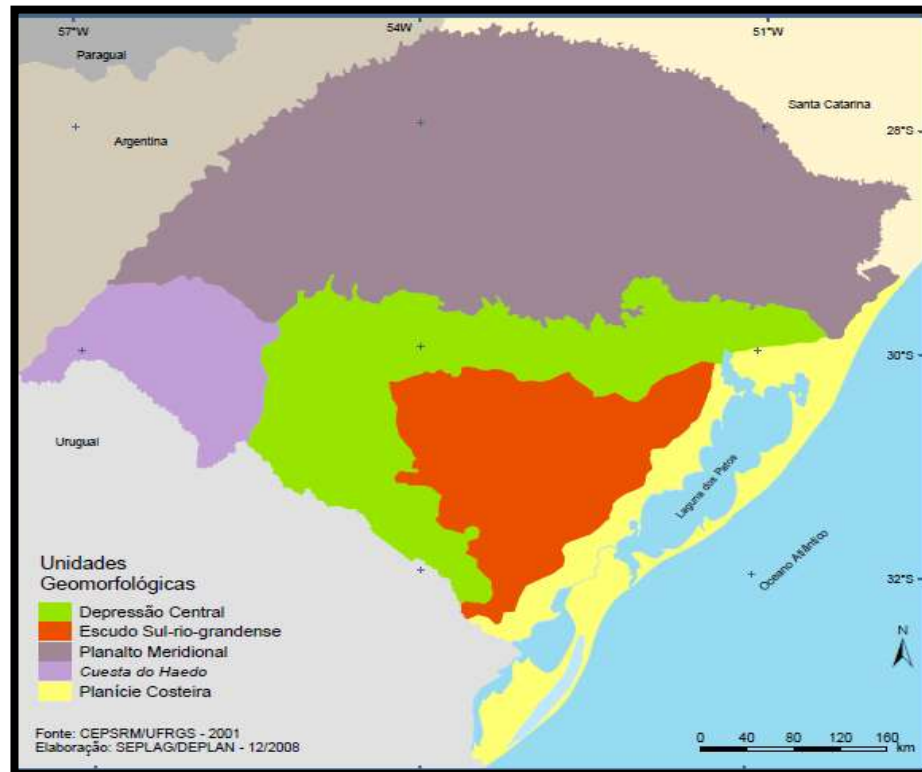 57°W
54W
51°W
Paraguai
Santa Catarina
28°S
Argentina
30°S
Uruguai
Laguna dos Patos
Oceano Atlântico
32°S
Unidades
Geomorfológicas
Depressão Central
Escudo Sul-rio-grandense
Planalto Meridional
Cuesta do Haedo
Planície Costeira
N
Fonte: CEPSRM/UFRGS - 2001
Elaboração: SEPLAG/DEPLAN - 12/2008
0 40 80 120 160
km